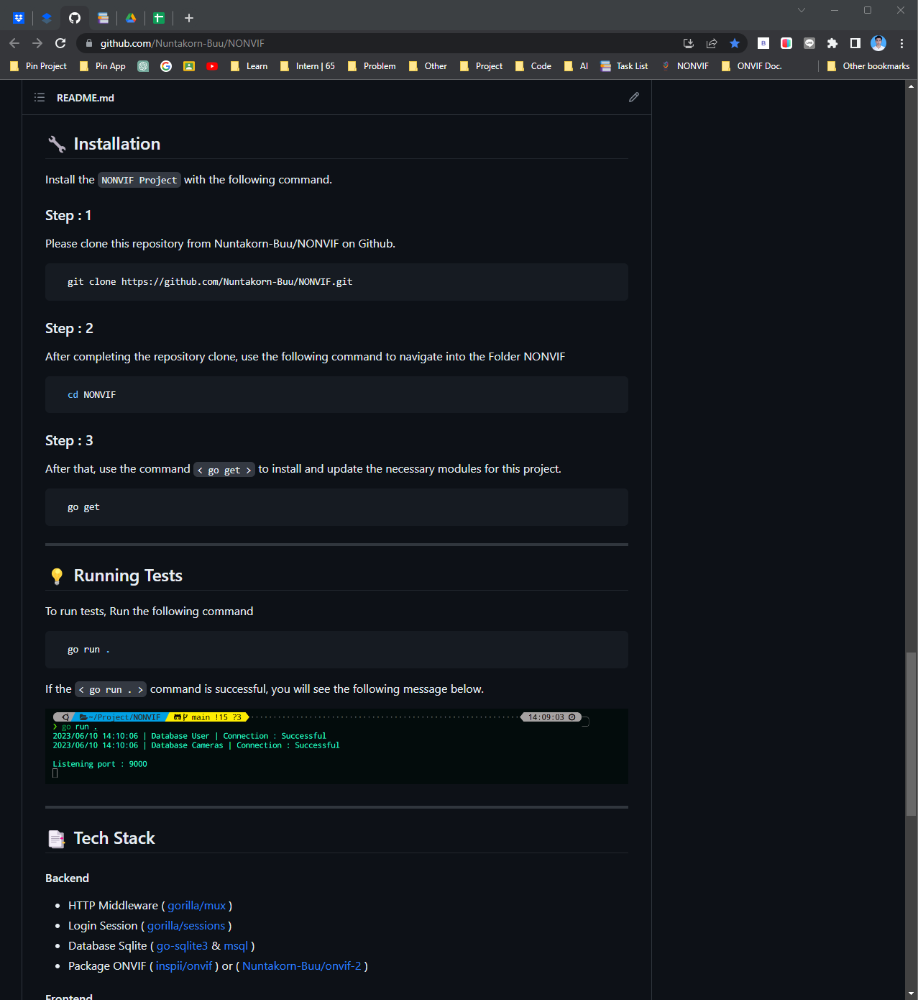 github.com/Nuntakorn-Buu/NONVIF
Pin Project Pin App Learn Intern | 65 Problem Other Project Code AI Task List NONVIF ONVIF Doc. Other bookmarks
README.md
Installation
Install the NONVIF Project with the following command.
Step : 1
Please clone this repository from Nuntakorn-Buu/NONVIF on Github.
git clone https://github.com/Nuntakorn-Buu/NONVIF.git
Step : 2
After completing the repository clone, use the following command to navigate into the Folder NONVIF
cd NONVIF
Step : 3
After that, use the command < go get > to install and update the necessary modules for this project.
go get
Running Tests
To run tests, Run the following command
go run .
If the < go run . > command is successful, you will see the following message below.
~/Project/NONVIF main !15 ?3 14:09:03
❯ go run .
2023/06/10 14:10:06 | Database User | Connection : Successful
2023/06/10 14:10:06 | Database Cameras | Connection : Successful
Listening port : 9000
Tech Stack
Backend
• HTTP Middleware ( gorilla/mux )
• Login Session ( gorilla/sessions )
• Database Sqlite ( go-sqlite3 & msql )
• Package ONVIF ( inspii/onvif ) or ( Nuntakorn-Buu/onvif-2 )
Frontend